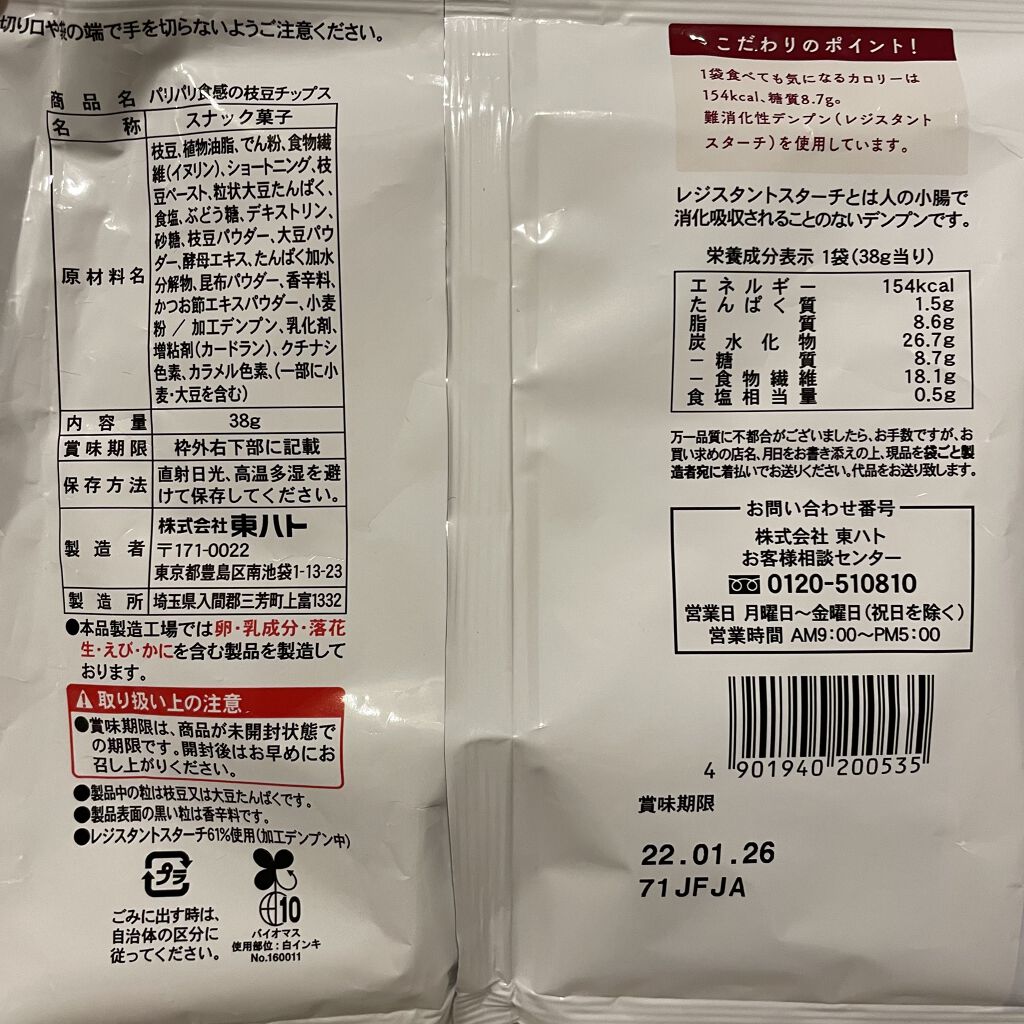 切り口や袋の端で手を切らないようご注意ください。
商品名 パリパリ食感の枝豆チップス
名称 スナック菓子
原材料名
枝豆、植物油脂、でん粉、食物繊
維(イヌリン)、ショートニング、枝
豆ペースト、粒状大豆たんぱく、
食塩、ぶどう糖、デキストリン、
砂糖、枝豆パウダー、大豆パウ
ダー、酵母エキス、たんぱく加水
分解物、昆布パウダー、香辛料、
かつお節エキスパウダー、小麦
粉 / 加工デンプン、乳化剤、
増粘剤(カードラン)、クチナシ
色素、カラメル色素、(一部に小
麦・大豆を含む)
内容量 38g
賞味期限 枠外右下部に記載
保存方法 直射日光、高温多湿を避
けて保存してください。
製造者 株式会社 東ハト
〒171-0022
東京都豊島区南池袋1-13-23
製造所 埼玉県入間郡三芳町上富1332
●本品製造工場では卵・乳成分・落花
生・えび・かにを含む製品を製造して
おります。
取り扱い上の注意
●賞味期限は、商品が未開封状態で
の期限です。開封後はお早めにお
召し上がりください。
●製品中の粒は枝豆又は大豆たんぱくです。
●製品表面の黒い粒は香辛料です。
●レジスタントスターチ61%使用(加工デンプン中)
プラ
ごみに出す時は、
自治体の区分に
従ってください。
10
バイオマス
使用部位:白インキ
No.160011
こだわりのポイント!
1袋食べても気になるカロリーは
154kcal、糖質8.7g。
難消化性デンプン(レジスタント
スターチ)を使用しています。
レジスタントスターチとは人の小腸で
消化吸収されることのないデンプンです。
栄養成分表示 1袋(38g当り)
エネルギー 154kcal
たんぱく質 1.5g
脂質 8.6g
炭水化物 26.7g
－糖質 8.7g
－食物繊維 18.1g
食塩相当量 0.5g
万一品質に不都合がございましたら、お手数ですが、お
買い求めの店名、月日をお書き添えの上、現品を袋ごと製
造者宛に着払いでお送りください。代品をお送り致します。
お問い合わせ番号
株式会社 東ハト
お客様相談センター
0120-510810
営業日 月曜日～金曜日(祝日を除く)
営業時間 AM9:00～PM5:00
4 901940 200535
賞味期限
22.01.26
71JFJA